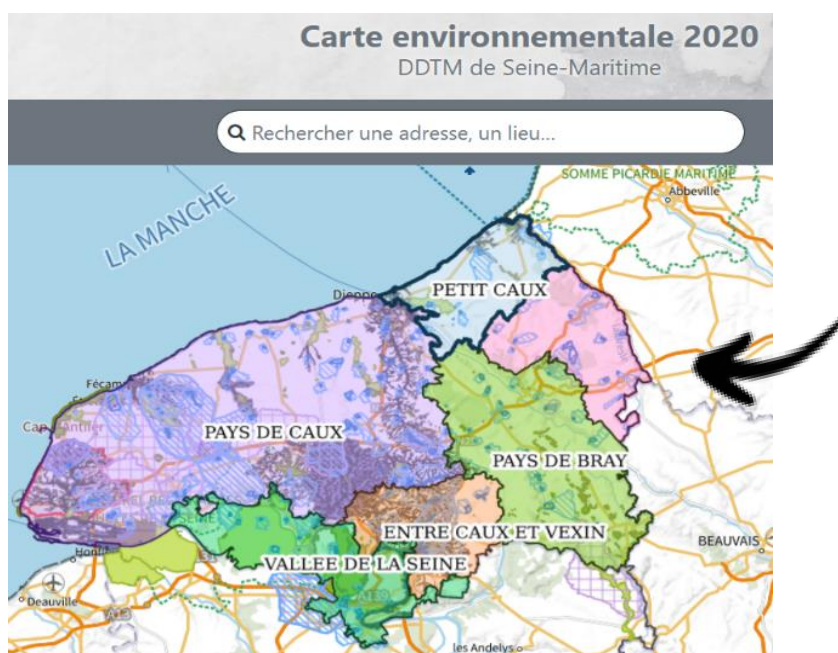 Carte environnementale 2020
DDTM de Seine-Maritime
Rechercher une adresse, un lieu...
SOMME PICARDIE MARITIME
Abbeville
LA MANCHE
Dieppe
PETIT CAUX
Fécam
PAYS DE CAUX
PAYS DE BRAY
ENTRE CAUX ET VEXIN
BEAUVAIS
VALLEE DE LA SEINE
Deauville
A13
les Andelys